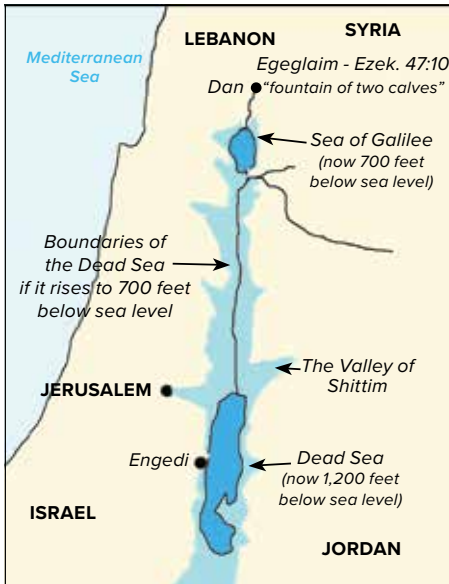 LEBANON
SYRIA
Mediterranean
Sea
Egeglaim - Ezek. 47:10
Dan
“fountain of two calves”
Sea of Galilee
(now 700 feet
below sea level)
Boundaries of
the Dead Sea
if it rises to 700 feet
below sea level
The Valley of
Shittim
JERUSALEM
Engedi
Dead Sea
(now 1,200 feet
below sea level)
ISRAEL
JORDAN